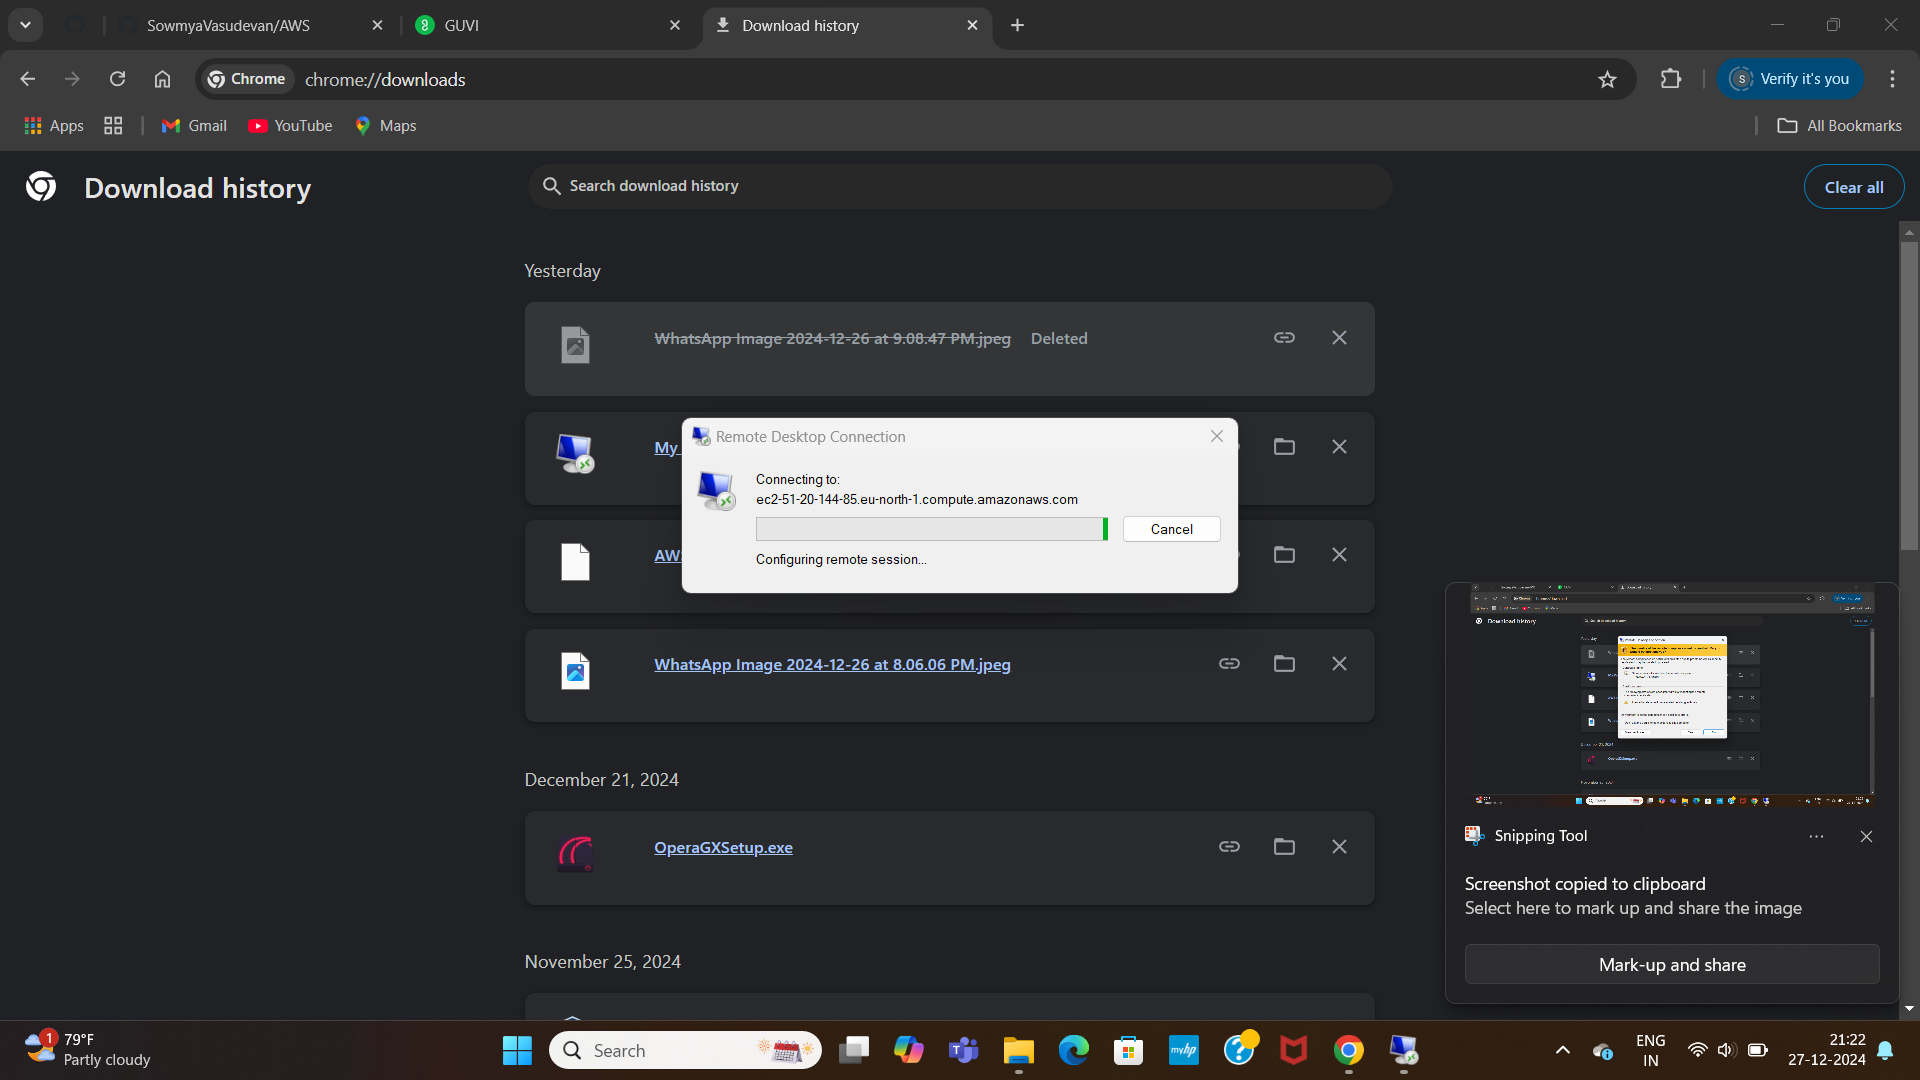 SowmyaVasudevan/AWS
GUVI
Download history
Chrome
chrome://downloads
S
Verify it's you
Apps
Gmail
YouTube
Maps
All Bookmarks
Download history
Search download history
Clear all
Yesterday
WhatsApp Image 2024-12-26 at 9.08.47 PM.jpeg Deleted
My
Remote Desktop Connection
Connecting to:
ec2-51-20-144-85.eu-north-1.compute.amazonaws.com
Cancel
Configuring remote session...
AWS
WhatsApp Image 2024-12-26 at 8.06.06 PM.jpeg
December 21, 2024
OperaGXSetup.exe
November 25, 2024
Download history
Snipping Tool
Screenshot copied to clipboard
Select here to mark up and share the image
Mark-up and share
1
79°F
Partly cloudy
Search
myhp
ENG
IN
21:22
27-12-2024